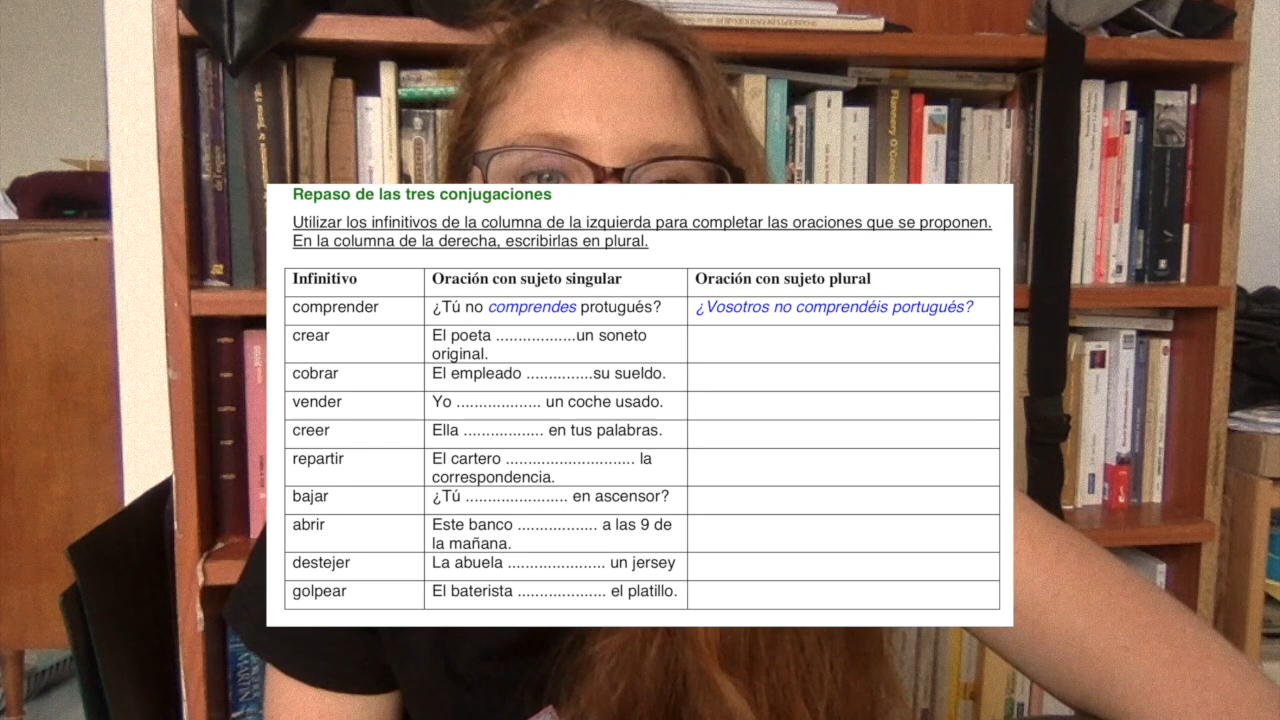 Flannery O'Connor
Repaso de las tres conjugaciones
Utilizar los infinitivos de la columna de la izquierda para completar las oraciones que se proponen.
En la columna de la derecha, escribirlas en plural.
Infinitivo Oración con sujeto singular Oración con sujeto plural
comprender ¿Tú no comprendes protugués? ¿Vosotros no comprendéis portugués?
crear El poeta ..................un soneto
original.
cobrar El empleado ...............su sueldo.
vender Yo ................... un coche usado.
creer Ella .................. en tus palabras.
repartir El cartero ............................. la
correspondencia.
bajar ¿Tú ....................... en ascensor?
abrir Este banco .................. a las 9 de
la mañana.
destejer La abuela ...................... un jersey
golpear El baterista .................... el platillo.
MARTIN